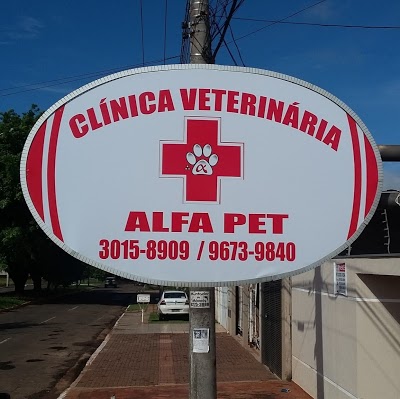 CLÍNICA VETERINÁRIA
α
ALFA PET
3015-8909 / 9673-9840